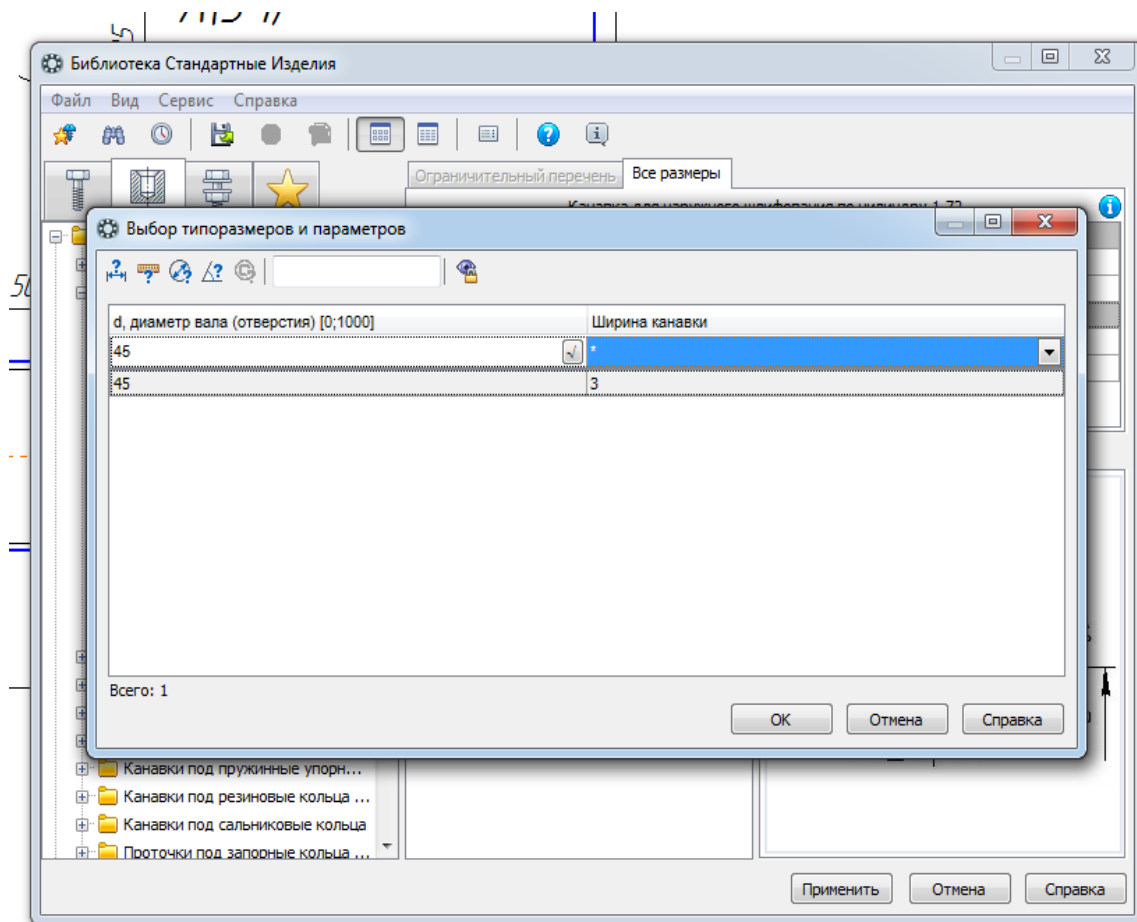 Библиотека Стандартные Изделия
Файл Вид Сервис Справка
Ограничительный перечень Все размеры
Выбор типоразмеров и параметров
50
d, диаметр вала (отверстия) [0;1000] Ширина канавки
45 *
45 3
Всего: 1
OK Отмена Справка
Канавки под пружинные упорн...
Канавки под резиновые кольца ...
Канавки под сальниковые кольца
Проточки под запорные кольца ...
Применить Отмена Справка